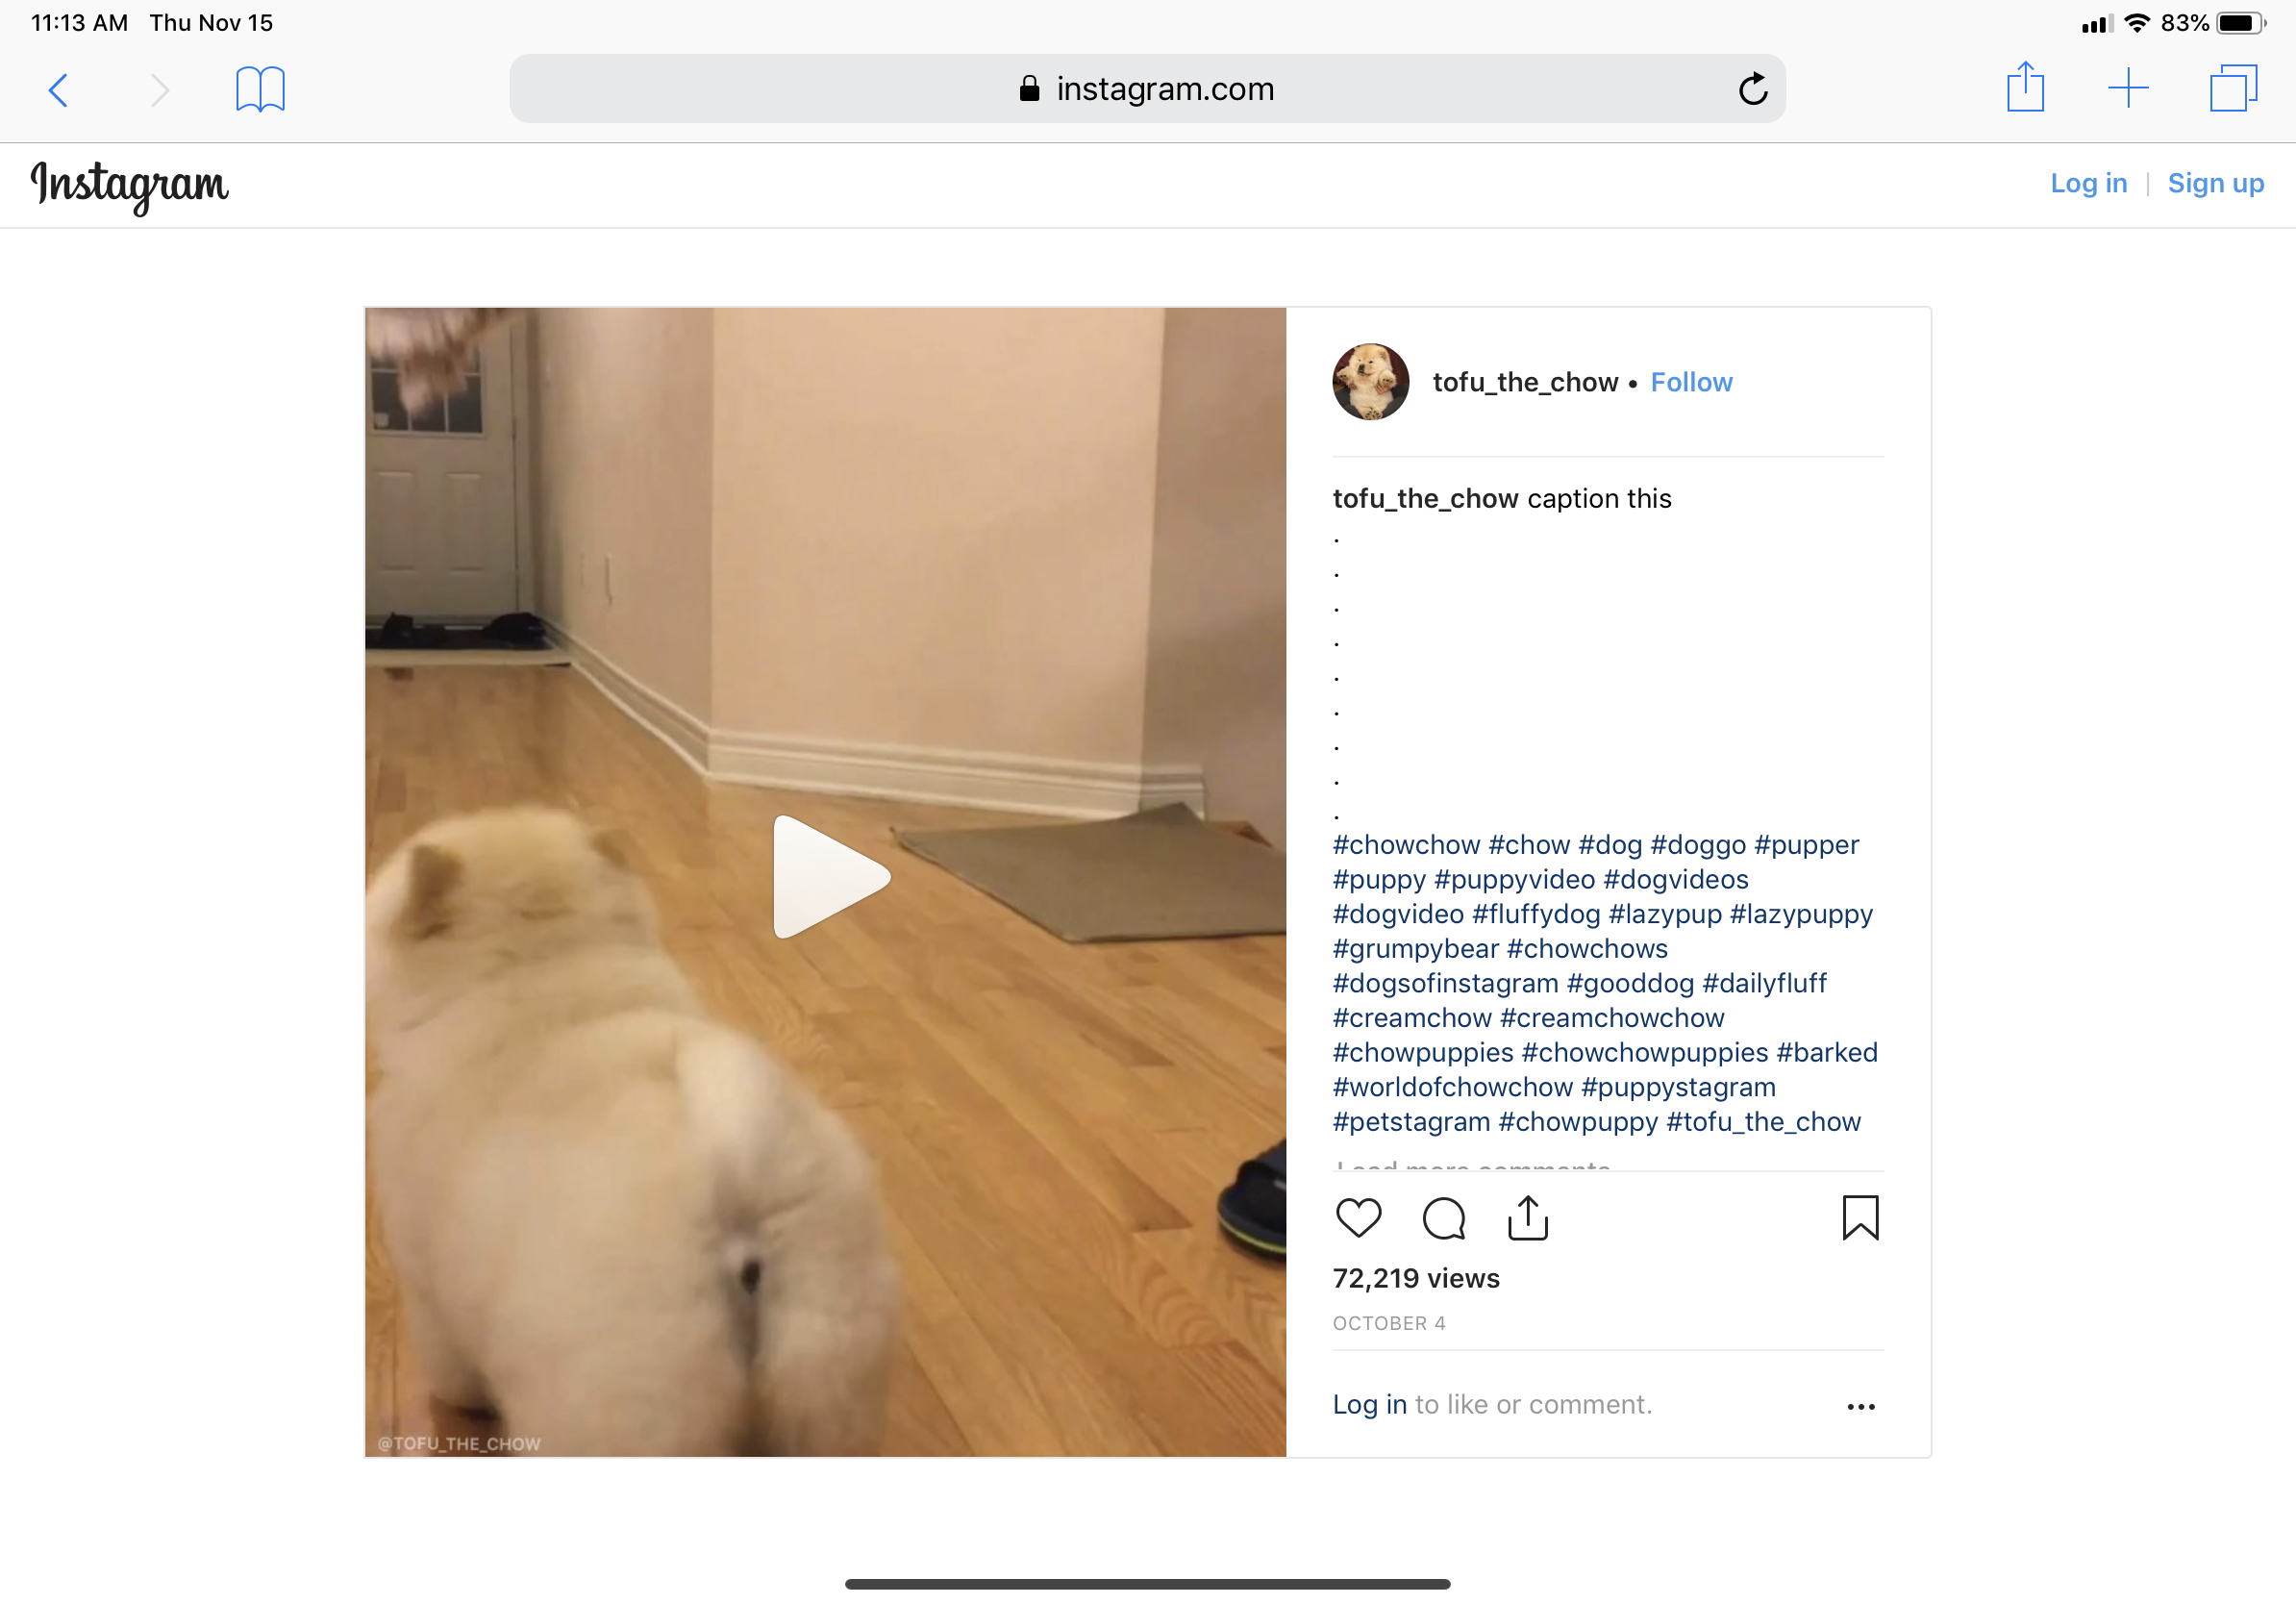 11:13 AM Thu Nov 15
83%
instagram.com
Instagram
Log in | Sign up
tofu_the_chow • Follow
tofu_the_chow caption this
.
.
.
.
.
.
.
.
.
#chowchow #chow #dog #doggo #pupper
#puppy #puppyvideo #dogvideos
#dogvideo #fluffydog #lazypup #lazypuppy
#grumpybear #chowchows
#dogsofinstagram #gooddog #dailyfluff
#creamchow #creamchowchow
#chowpuppies #chowchowpuppies #barked
#worldofchowchow #puppystagram
#petstagram #chowpuppy #tofu_the_chow
Load more comments
72,219 views
OCTOBER 4
Log in to like or comment.
@TOFU_THE_CHOW